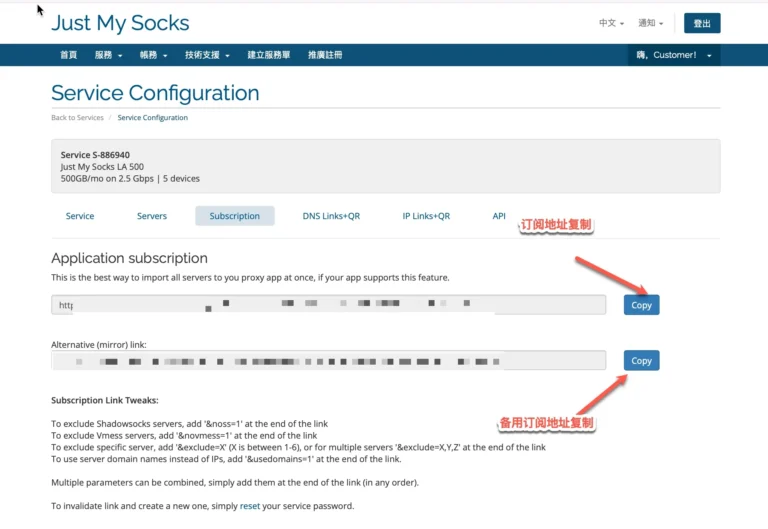 Just My Socks
中文 通知 登出
首頁 服務 帳務 技術支援 建立服務單 推廣註冊 嗨，Customer!
Service Configuration
Back to Services / Service Configuration
Service S-886940
Just My Socks LA 500
500GB/mo on 2.5 Gbps | 5 devices
Service Servers Subscription DNS Links+QR IP Links+QR API
订阅地址复制
Application subscription
This is the best way to import all servers to you proxy app at once, if your app supports this feature.
http
Copy
Alternative (mirror) link:
Copy
备用订阅地址复制
Subscription Link Tweaks:
To exclude Shadowsocks servers, add '&noss=1' at the end of the link
To exclude Vmess servers, add '&novmess=1' at the end of the link
To exclude specific server, add '&exclude=X' (X is between 1-6), or for multiple servers '&exclude=X,Y,Z' at the end of the link
To use server domain names instead of IPs, add '&usedomains=1' at the end of the link.
Multiple parameters can be combined, simply add them at the end of the link (in any order).
To invalidate link and create a new one, simply reset your service password.